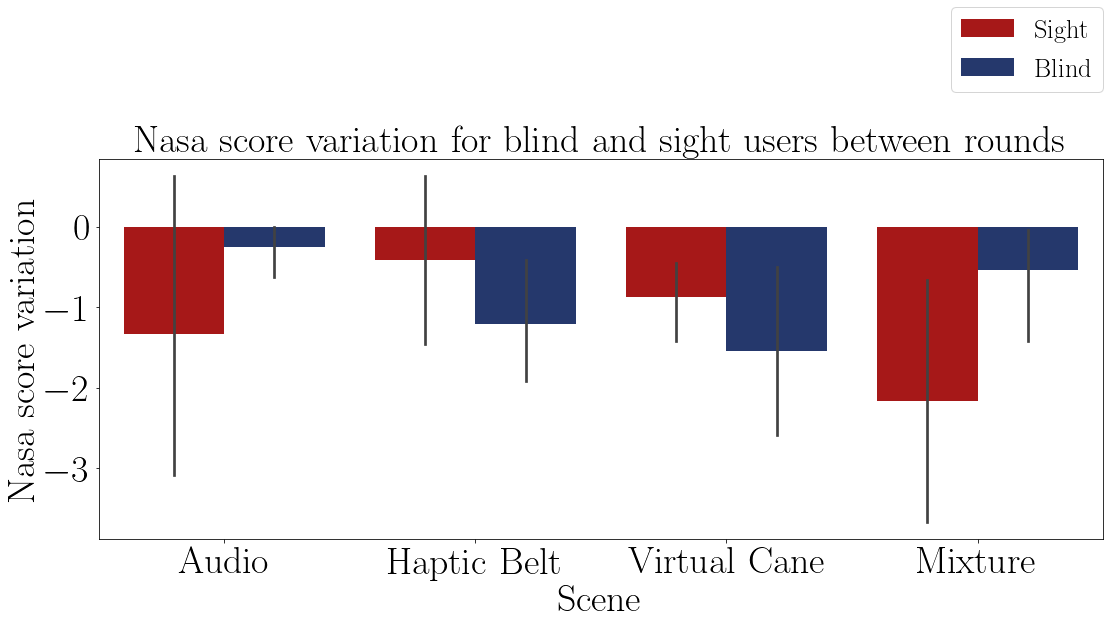 Sight
Blind
Nasa score variation for blind and sight users between rounds
Nasa score variation
0
−1
−2
−3
Audio
Haptic Belt
Virtual Cane
Mixture
Scene